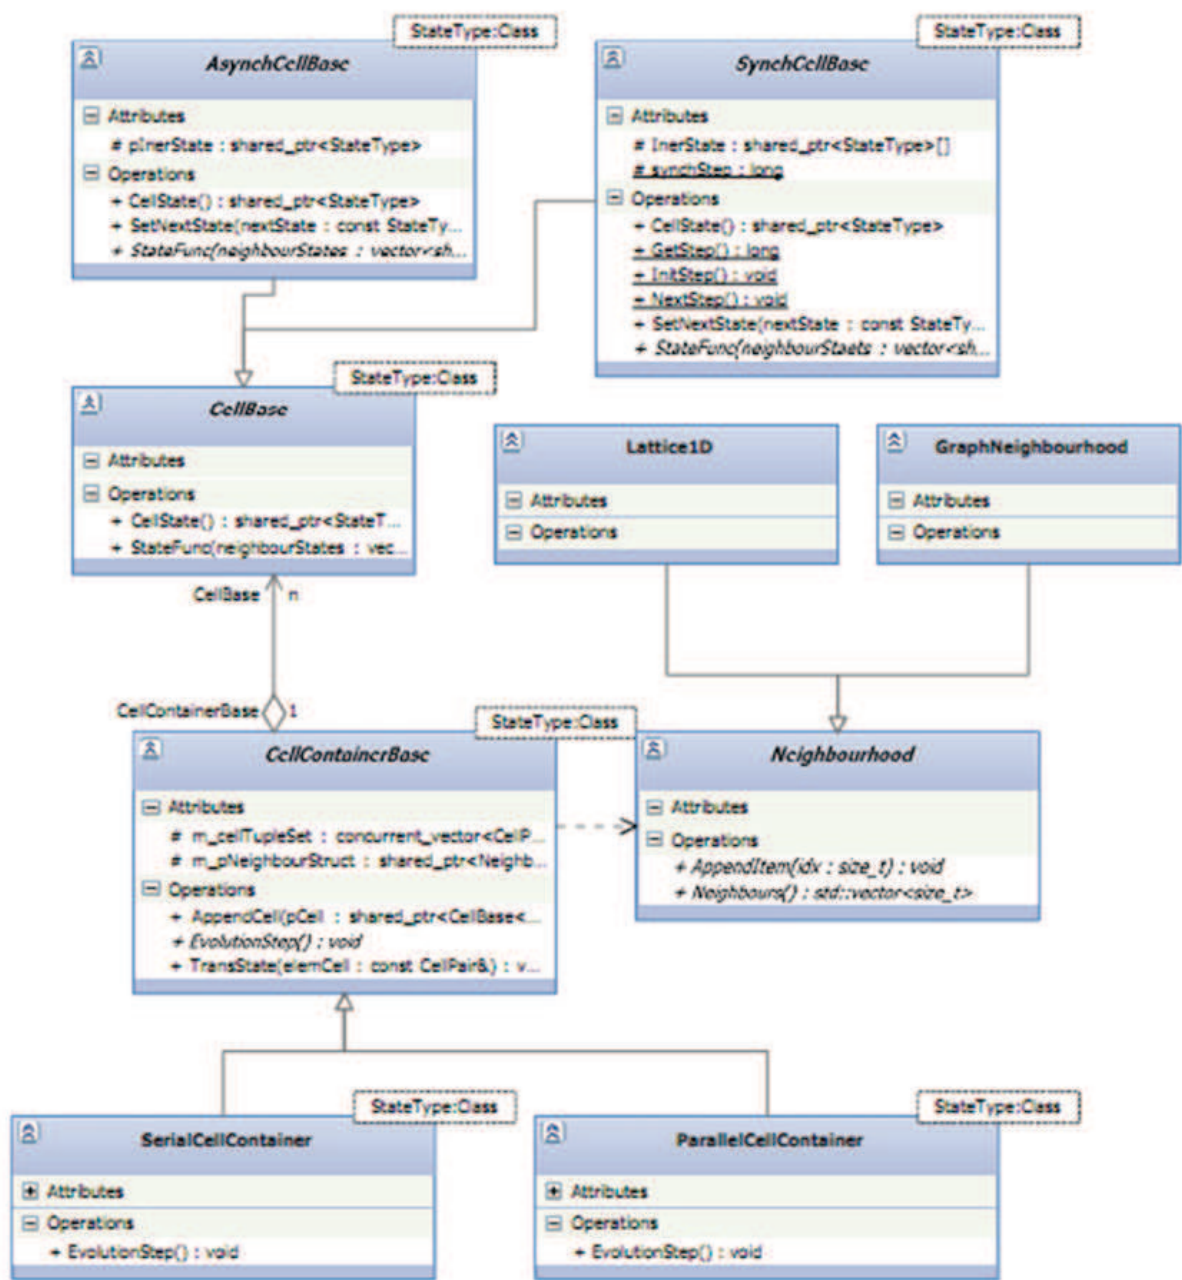 StateType:Class
AsynchCellBase
Attributes
# pInerState : shared_ptr<StateType>
Operations
+ CellState() : shared_ptr<StateType>
+ SetNextState(nextState : const StateTy...
+ StateFunc(neighbourStates : vector<sh...
StateType:Class
SynchCellBase
Attributes
# InerState : shared_ptr<StateType>[]
# synchStep : long
Operations
+ CellState() : shared_ptr<StateType>
+ GetStep() : long
+ InitStep() : void
+ NextStep() : void
+ SetNextState(nextState : const StateTy...
+ StateFunc(neighbourStaets : vector<sh...
StateType:Class
CellBase
Attributes
Operations
+ CellState() : shared_ptr<StateT...
+ StateFunc(neighbourStates : vec...
Lattice1D
Attributes
Operations
GraphNeighbourhood
Attributes
Operations
CellBase n
CellContainerBase 1
StateType:Class
CellContainerBase
Attributes
# m_cellTupleSet : concurrent_vector<CellP...
# m_pNeighbourStruct : shared_ptr<Neighb...
Operations
+ AppendCell(pCell : shared_ptr<CellBase<...
+ EvolutionStep() : void
+ TransState(elemCell : const CellPair&) : v...
Neighbourhood
Attributes
Operations
+ AppendItem(idx : size_t) : void
+ Neighbours() : std::vector<size_t>
StateType:Class
SerialCellContainer
Attributes
Operations
+ EvolutionStep() : void
StateType:Class
ParallelCellContainer
Attributes
Operations
+ EvolutionStep() : void